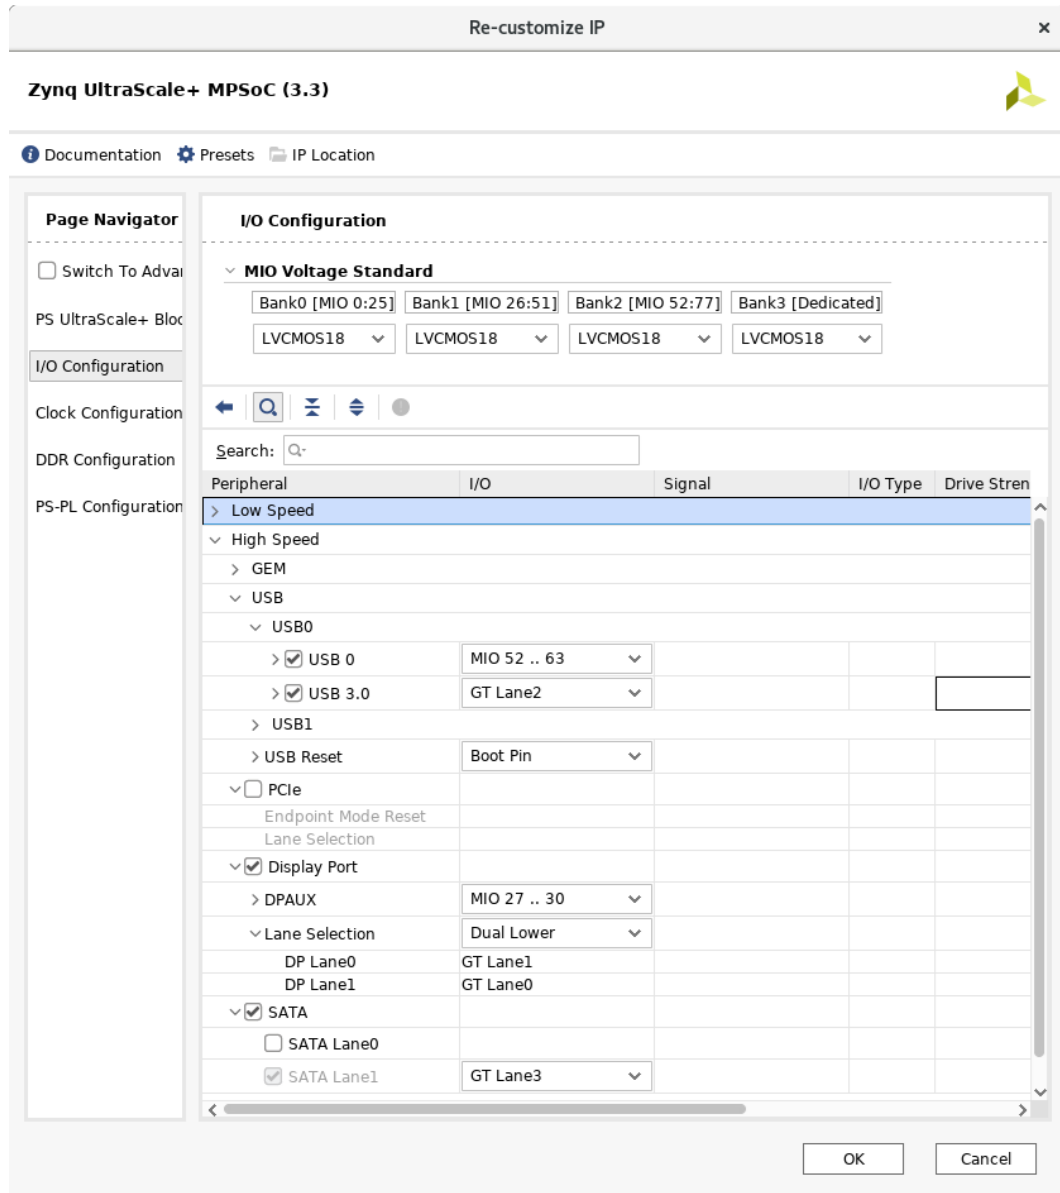 Re-customize IP
Zynq UltraScale+ MPSoC (3.3)
Documentation Presets IP Location
Page Navigator
Switch To Advar
PS UltraScale+ Bloc
I/O Configuration
Clock Configuration
DDR Configuration
PS-PL Configuration
I/O Configuration
MIO Voltage Standard
Bank0 [MIO 0:25] Bank1 [MIO 26:51] Bank2 [MIO 52:77] Bank3 [Dedicated]
LVCMOS18 LVCMOS18 LVCMOS18 LVCMOS18
Search:
Peripheral I/O Signal I/O Type Drive Stren
Low Speed
High Speed
GEM
USB
USB0
USB 0 MIO 52 .. 63
USB 3.0 GT Lane2
USB1
USB Reset Boot Pin
PCIe
Endpoint Mode Reset
Lane Selection
Display Port
DPAUX MIO 27 .. 30
Lane Selection Dual Lower
DP Lane0 GT Lane1
DP Lane1 GT Lane0
SATA
SATA Lane0
SATA Lane1 GT Lane3
OK Cancel